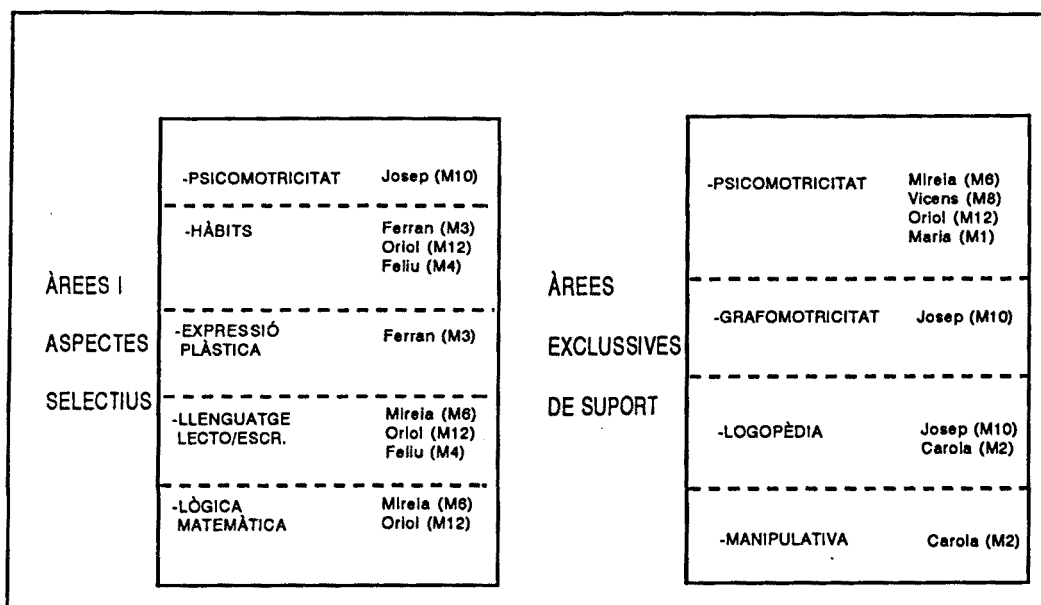 ÀREES I
ASPECTES
SELECTIUS
-PSICOMOTRICITAT Josep (M10)
-HÀBITS Ferran (M3)
Oriol (M12)
Feliu (M4)
-EXPRESSIÓ Ferran (M3)
PLÀSTICA
-LLENGUATGE Mireia (M6)
LECTO/ESCR. Oriol (M12)
Feliu (M4)
-LÒGICA Mireia (M6)
MATEMÀTICA Oriol (M12)
ÀREES
EXCLUSSIVES
DE SUPORT
-PSICOMOTRICITAT Mireia (M6)
Vicens (M8)
Oriol (M12)
Maria (M1)
-GRAFOMOTRICITAT Josep (M10)
-LOGOPÈDIA Josep (M10)
Carola (M2)
-MANIPULATIVA Carola (M2)